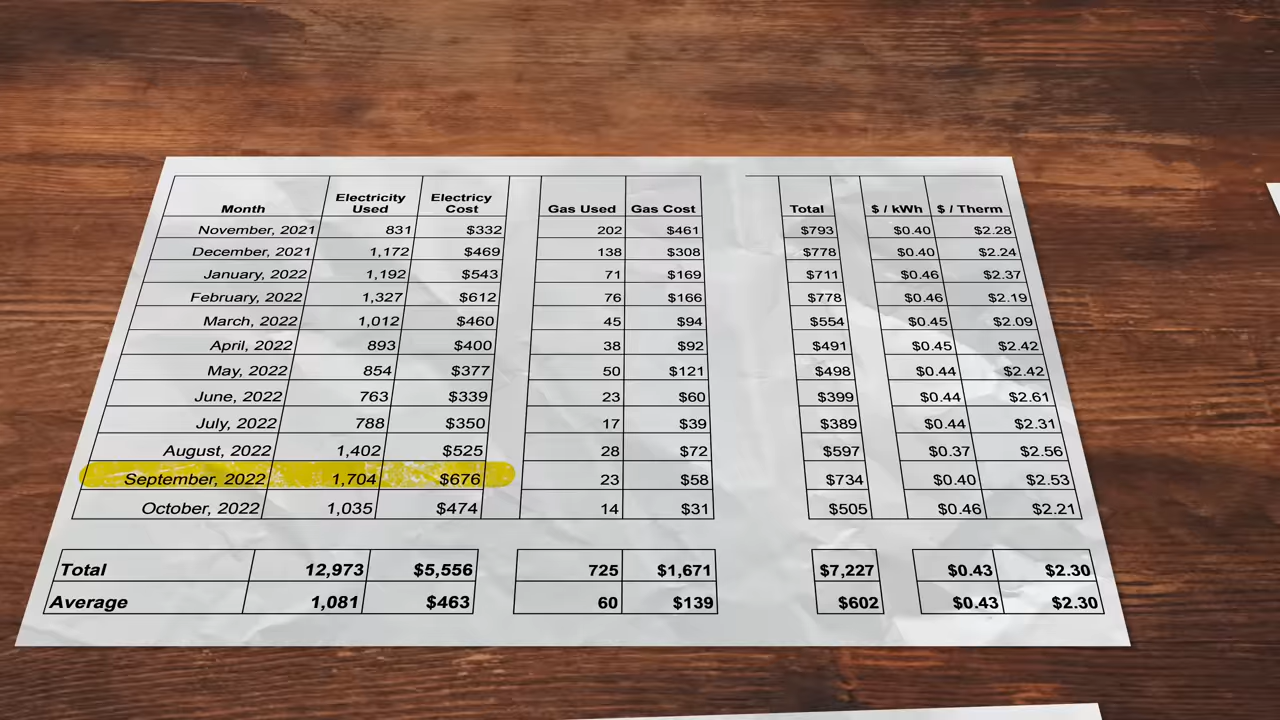 Month Electricity Used Electricy Cost Gas Used Gas Cost Total $ / kWh $ / Therm
November, 2021 831 $332 202 $461 $793 $0.40 $2.28
December, 2021 1,172 $469 138 $308 $778 $0.40 $2.24
January, 2022 1,192 $543 71 $169 $711 $0.46 $2.37
February, 2022 1,327 $612 76 $166 $778 $0.46 $2.19
March, 2022 1,012 $460 45 $94 $554 $0.45 $2.09
April, 2022 893 $400 38 $92 $491 $0.45 $2.42
May, 2022 854 $377 50 $121 $498 $0.44 $2.42
June, 2022 763 $339 23 $60 $399 $0.44 $2.61
July, 2022 788 $350 17 $39 $389 $0.44 $2.31
August, 2022 1,402 $525 28 $72 $597 $0.37 $2.56
September, 2022 1,704 $676 23 $58 $734 $0.40 $2.53
October, 2022 1,035 $474 14 $31 $505 $0.46 $2.21
Total 12,973 $5,556 725 $1,671 $7,227 $0.43 $2.30
Average 1,081 $463 60 $139 $602 $0.43 $2.30